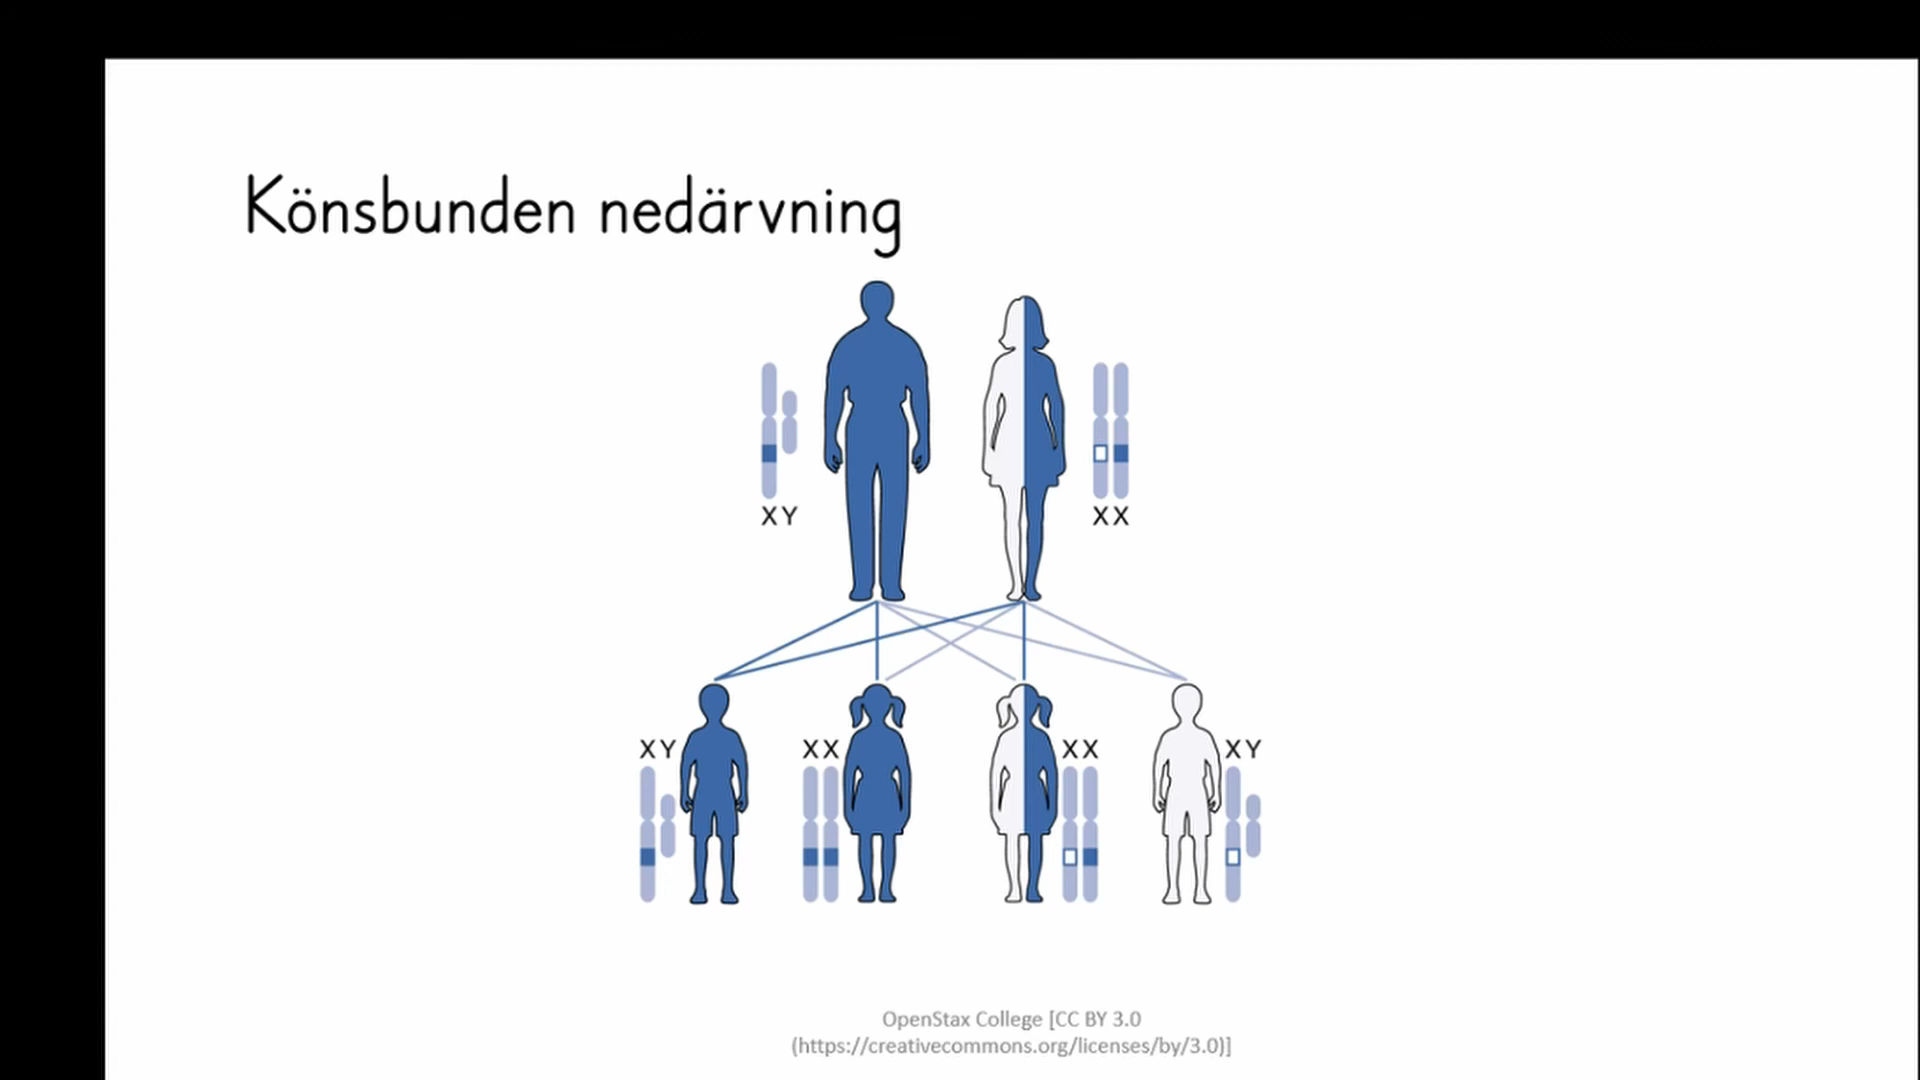 Könsbunden nedärvning
XY
XX
XY
XX
XX
XY
OpenStax College [CC BY 3.0
(https://creativecommons.org/licenses/by/3.0)]